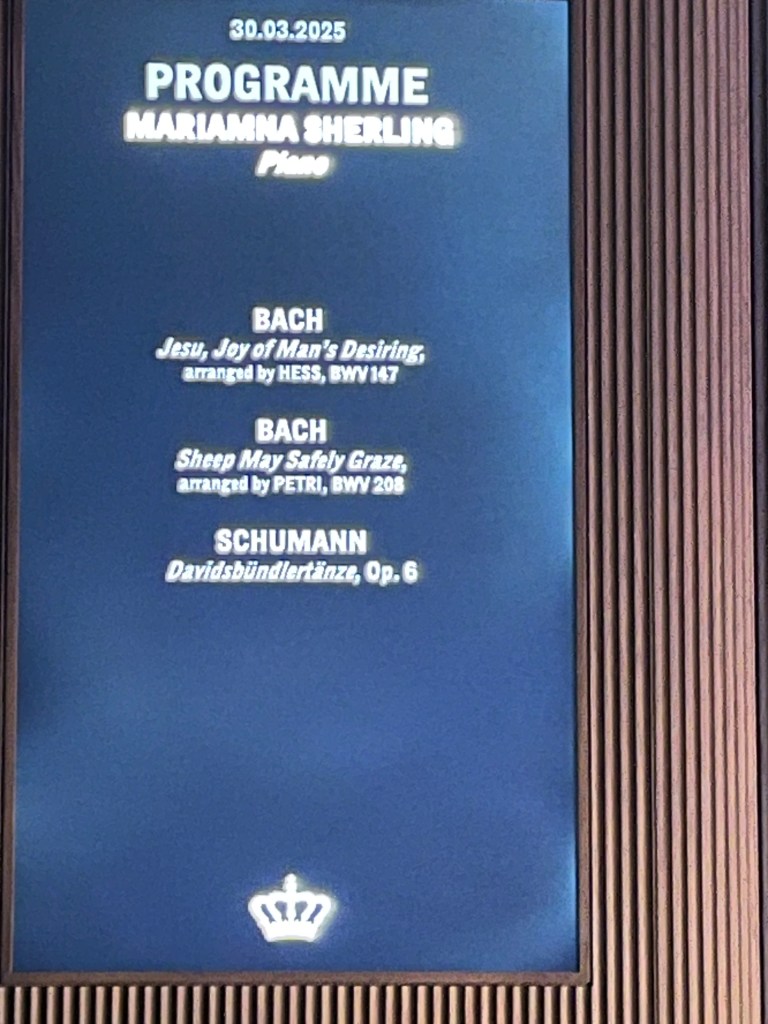 30.03.2025
PROGRAMME
MARIAMNA SHERLING
Piano
BACH
Jesu, Joy of Man's Desiring,
arranged by HESS, BWV 147
BACH
Sheep May Safely Graze,
arranged by PETRI, BWV 208
SCHUMANN
Davidsbündlertänze, Op. 6